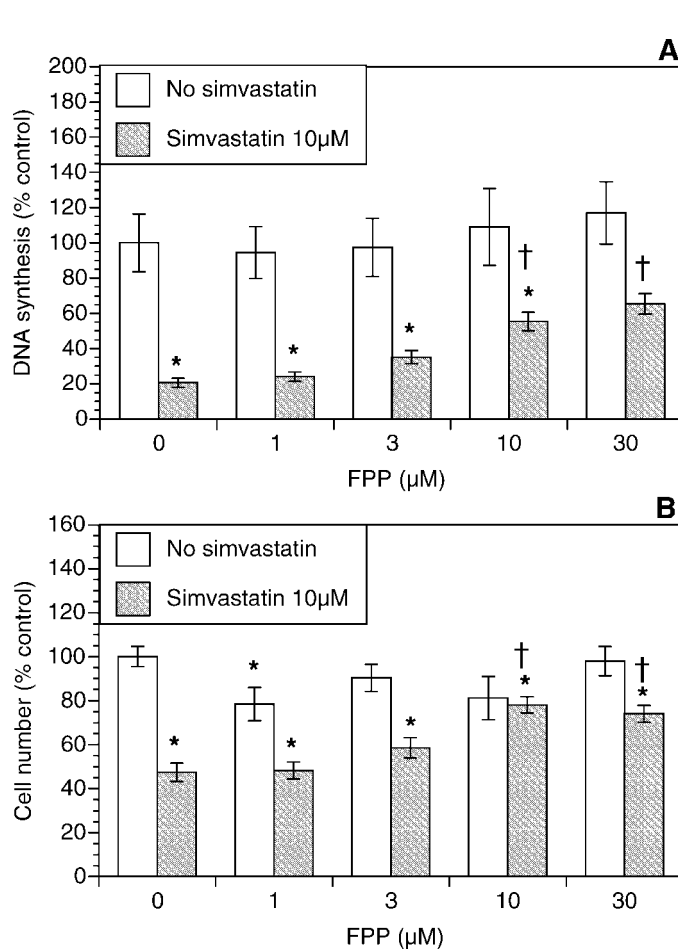 A
200
180
160
140
120
100
80
60
40
20
0
DNA synthesis (% control)
No simvastatin
Simvastatin 10μM
*
*
*
†
*
†
0 1 3 10 30
FPP (μM)
B
160
140
120
100
80
60
40
20
0
Cell number (% control)
No simvastatin
Simvastatin 10μM
*
*
*
*
†
*
†
*
0 1 3 10 30
FPP (μM)